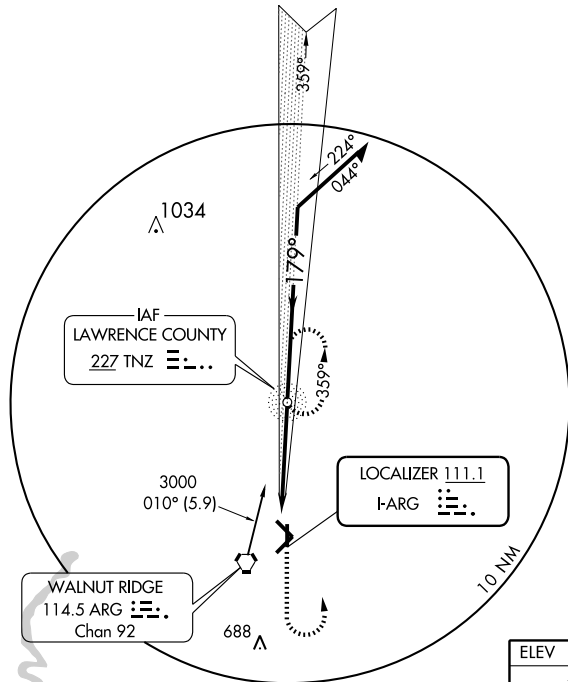 359°
224°
044°
1034
179°
IAF
LAWRENCE COUNTY
227 TNZ
359°
3000
010° (5.9)
LOCALIZER 111.1
I-ARG
10 NM
WALNUT RIDGE
114.5 ARG
Chan 92
688
ELEV